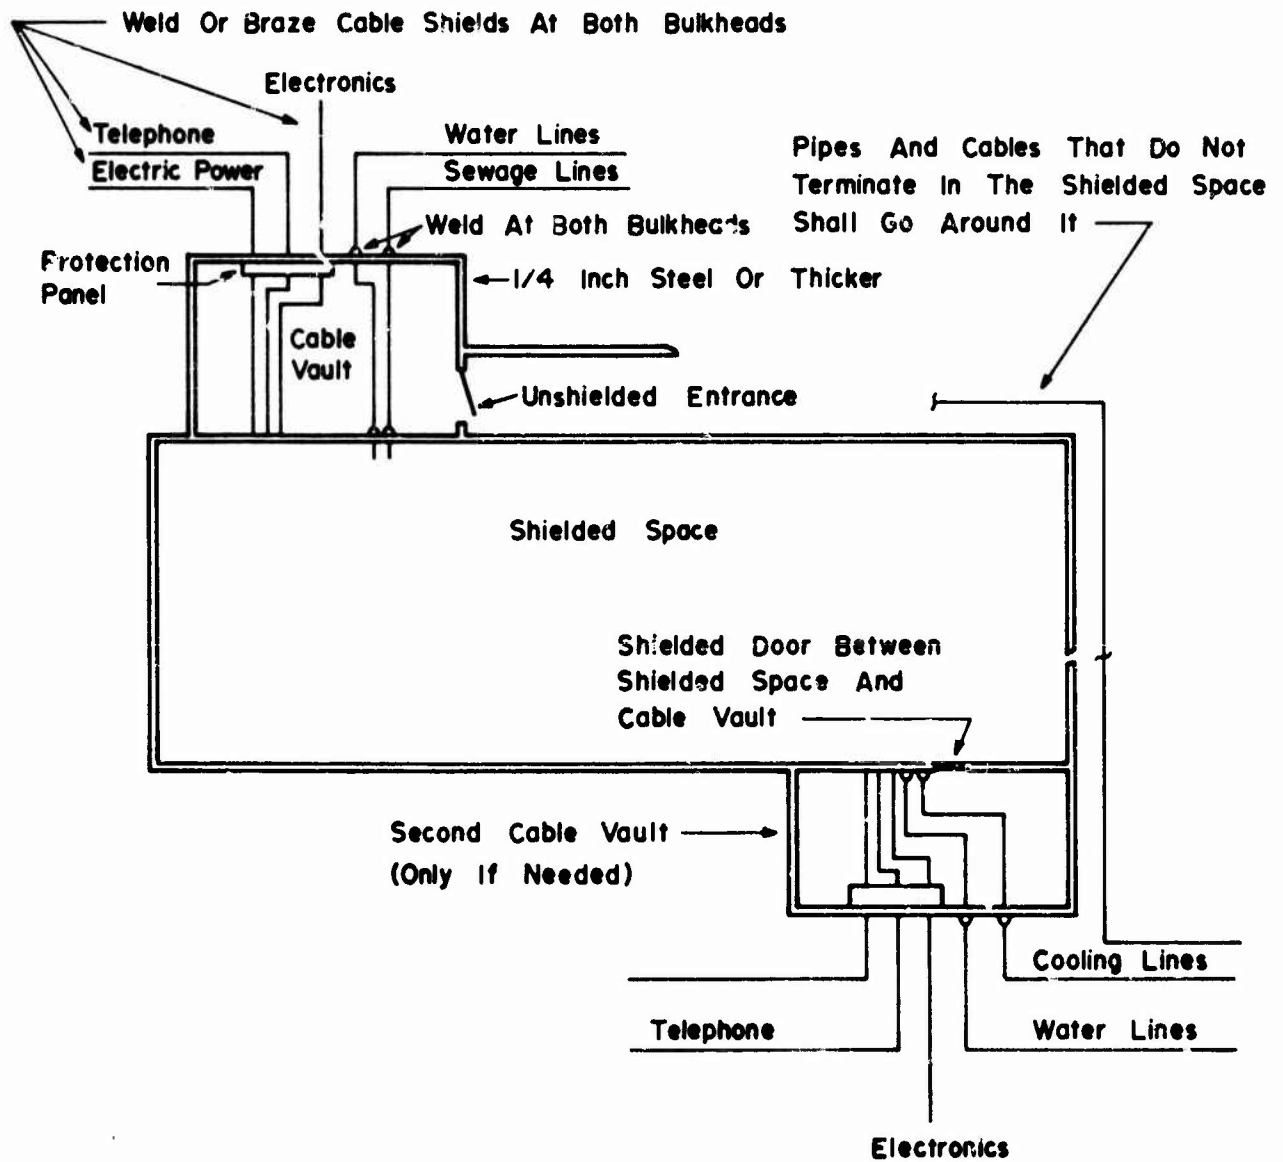 Weld Or Braze Cable Shields At Both Bulkheads
Electronics
Telephone
Water Lines
Electric Power
Sewage Lines
Pipes And Cables That Do Not
Terminate In The Shielded Space
Shall Go Around It
Weld At Both Bulkheads
Protection
Panel
1/4 Inch Steel Or Thicker
Cable
Vault
Unshielded Entrance
Shielded Space
Shielded Door Between
Shielded Space And
Cable Vault
Second Cable Vault
(Only If Needed)
Cooling Lines
Telephone
Water Lines
Electronics